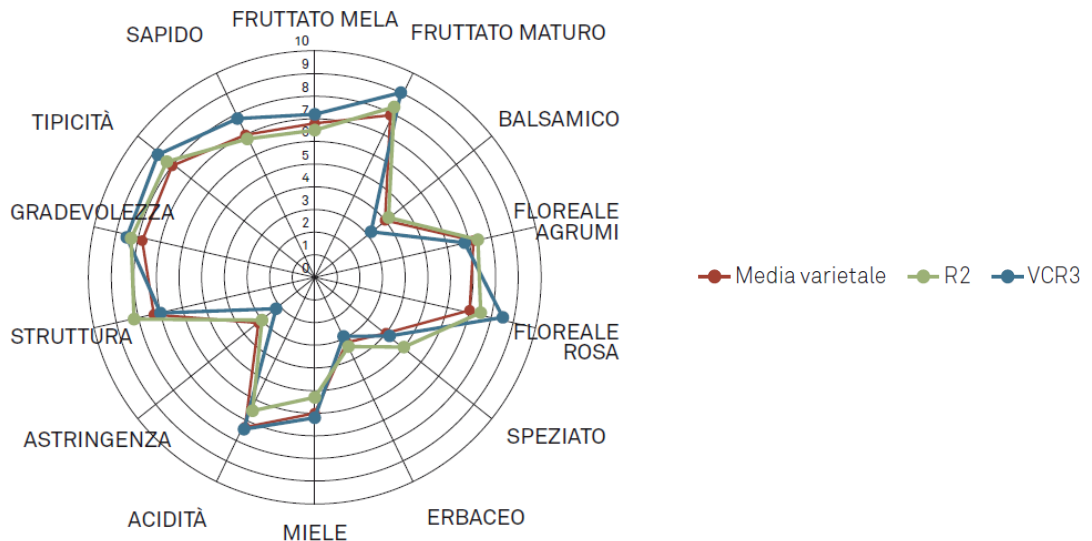 FRUTTATO MELA
FRUTTATO MATURO
BALSAMICO
FLOREALE
AGRUMI
FLOREALE
ROSA
SPEZIATO
ERBACEO
MIELE
ACIDITÀ
ASTRINGENZA
STRUTTURA
GRADEVOLEZZA
TIPICITÀ
SAPIDO
10
9
8
7
6
5
4
3
2
1
0
Media varietale
R2
VCR3